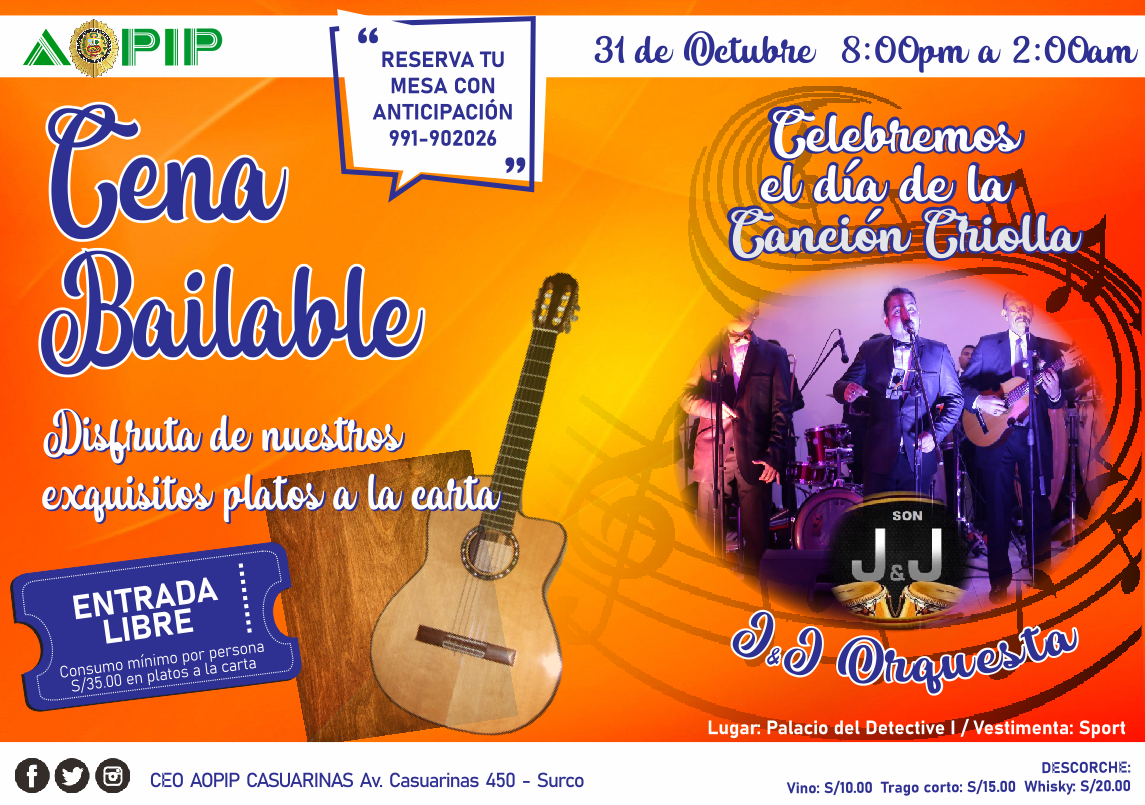 AOPIP
“
RESERVA TU
MESA CON
ANTICIPACIÓN
991-902026
”
31 de Octubre 8:00pm a 2:00am
Cena
Bailable
Disfruta de nuestros
exquisitos platos a la carta
ENTRADA
LIBRE
Consumo mínimo por persona
S/35.00 en platos a la carta
Celebremos
el día de la
Canción Criolla
SON
J&J
J&J Orquesta
Lugar: Palacio del Detective I / Vestimenta: Sport
CEO AOPIP CASUARINAS Av. Casuarinas 450 - Surco
DESCORCHE:
Vino: S/10.00 Trago corto: S/15.00 Whisky: S/20.00